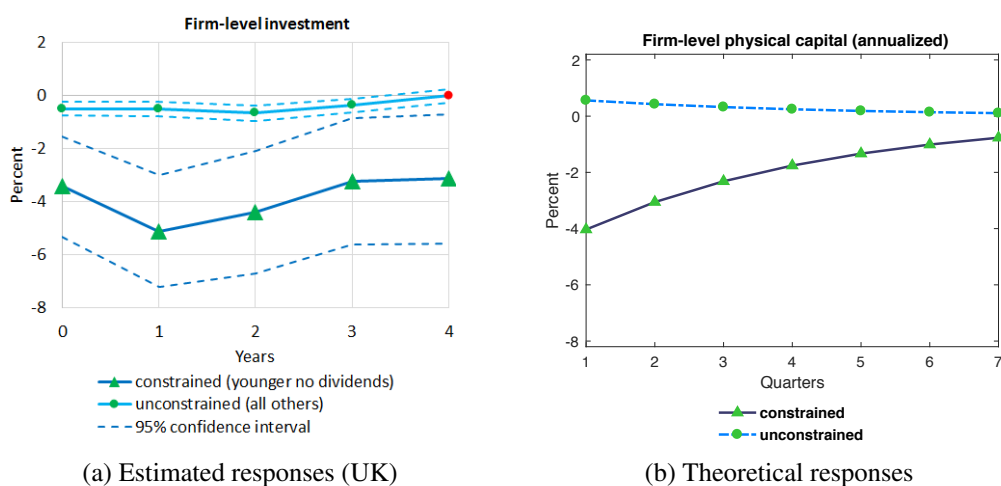 Firm-level investment
2
0
-2
-4
-6
-8
Percent
0 1 2 3 4
Years
constrained (younger no dividends)
unconstrained (all others)
95% confidence interval
(a) Estimated responses (UK)
Firm-level physical capital (annualized)
2
0
-2
-4
-6
-8
Percent
1 2 3 4 5 6 7
Quarters
constrained
unconstrained
(b) Theoretical responses